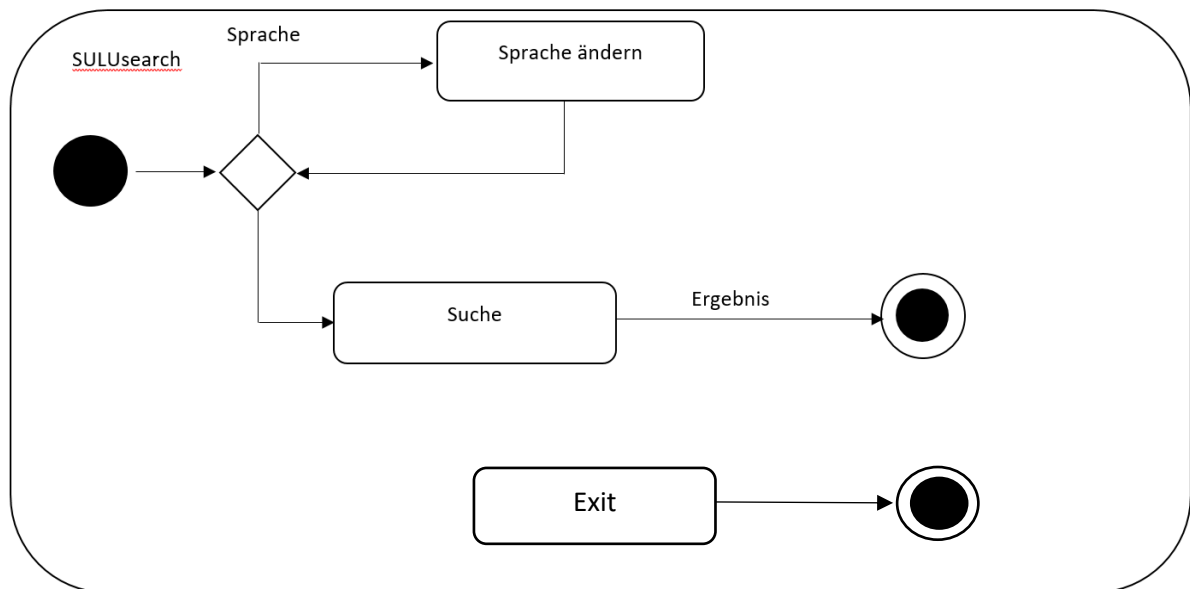 Sprache
SULUsearch
Sprache ändern
Suche
Ergebnis
Exit